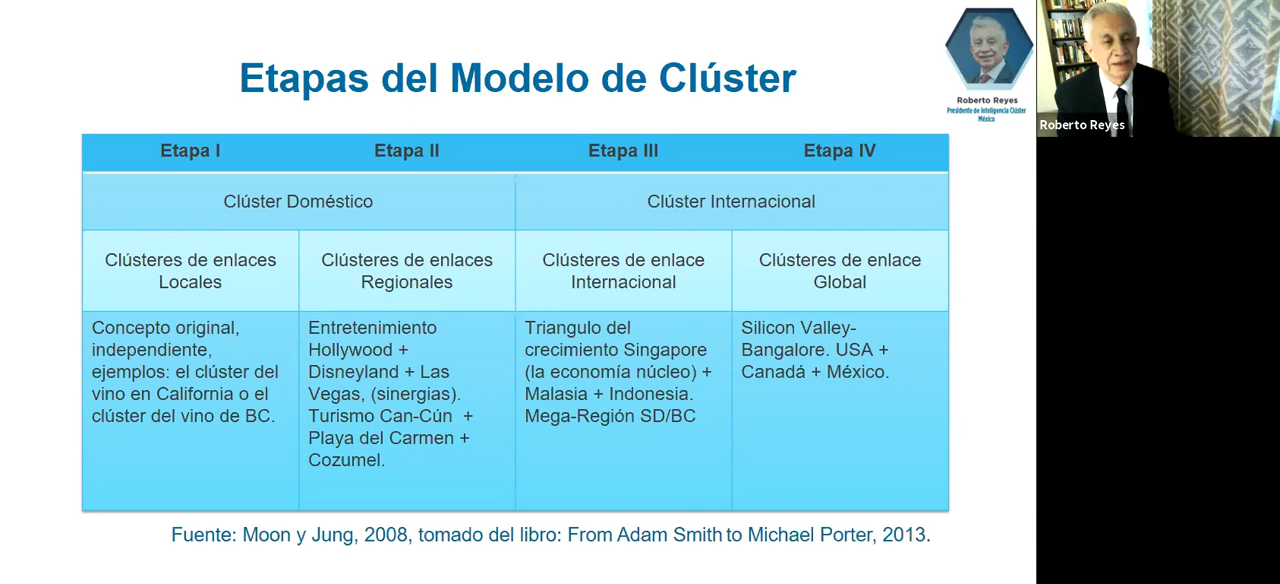 Etapas del Modelo de Clúster
Roberto Reyes
Presidente de Inteligencia Clúster
México
Roberto Reyes
Etapa I
Etapa II
Etapa III
Etapa IV
Clúster Doméstico
Clúster Internacional
Clústeres de enlaces
Locales
Clústeres de enlaces
Regionales
Clústeres de enlace
Internacional
Clústeres de enlace
Global
Concepto original,
independiente,
ejemplos: el clúster del
vino en California o el
clúster del vino de BC.
Entretenimiento
Hollywood +
Disneyland + Las
Vegas, (sinergias).
Turismo Can-Cún  +
Playa del Carmen +
Cozumel.
Triangulo del
crecimiento Singapore
(la economía núcleo) +
Malasia + Indonesia.
Mega-Región SD/BC
Silicon Valley-
Bangalore. USA +
Canadá + México.
Fuente: Moon y Jung, 2008, tomado del libro: From Adam Smith to Michael Porter, 2013.